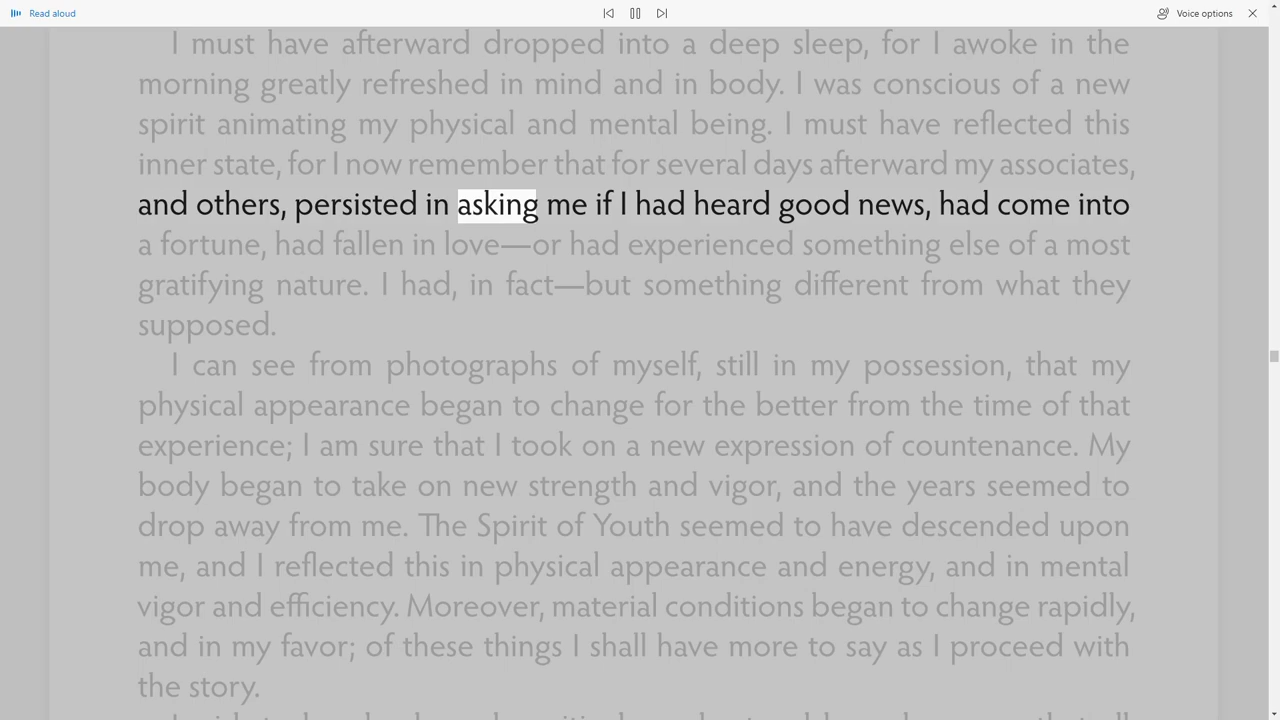 Read aloud
Voice options
I must have afterward dropped into a deep sleep, for I awoke in the
morning greatly refreshed in mind and in body. I was conscious of a new
spirit animating my physical and mental being. I must have reflected this
inner state, for I now remember that for several days afterward my associates,
and others, persisted in asking me if I had heard good news, had come into
a fortune, had fallen in love—or had experienced something else of a most
gratifying nature. I had, in fact—but something different from what they
supposed.
I can see from photographs of myself, still in my possession, that my
physical appearance began to change for the better from the time of that
experience; I am sure that I took on a new expression of countenance. My
body began to take on new strength and vigor, and the years seemed to
drop away from me. The Spirit of Youth seemed to have descended upon
me, and I reflected this in physical appearance and energy, and in mental
vigor and efficiency. Moreover, material conditions began to change rapidly,
and in my favor; of these things I shall have more to say as I proceed with
the story.